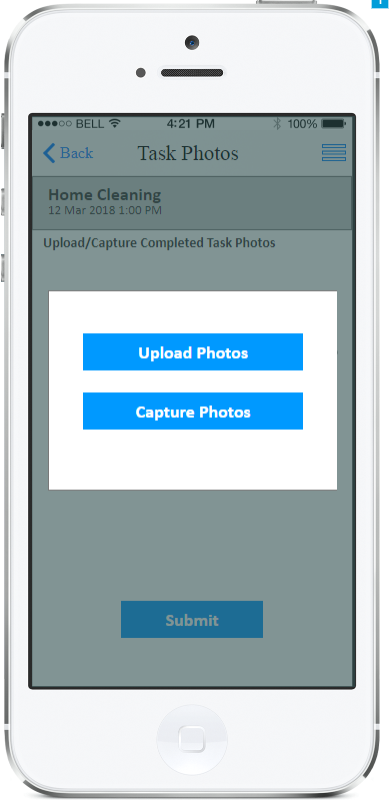 BELL 4:21 PM 100%
Back Task Photos
Home Cleaning
12 Mar 2018 1:00 PM
Upload/Capture Completed Task Photos
Upload Photos
Capture Photos
Submit